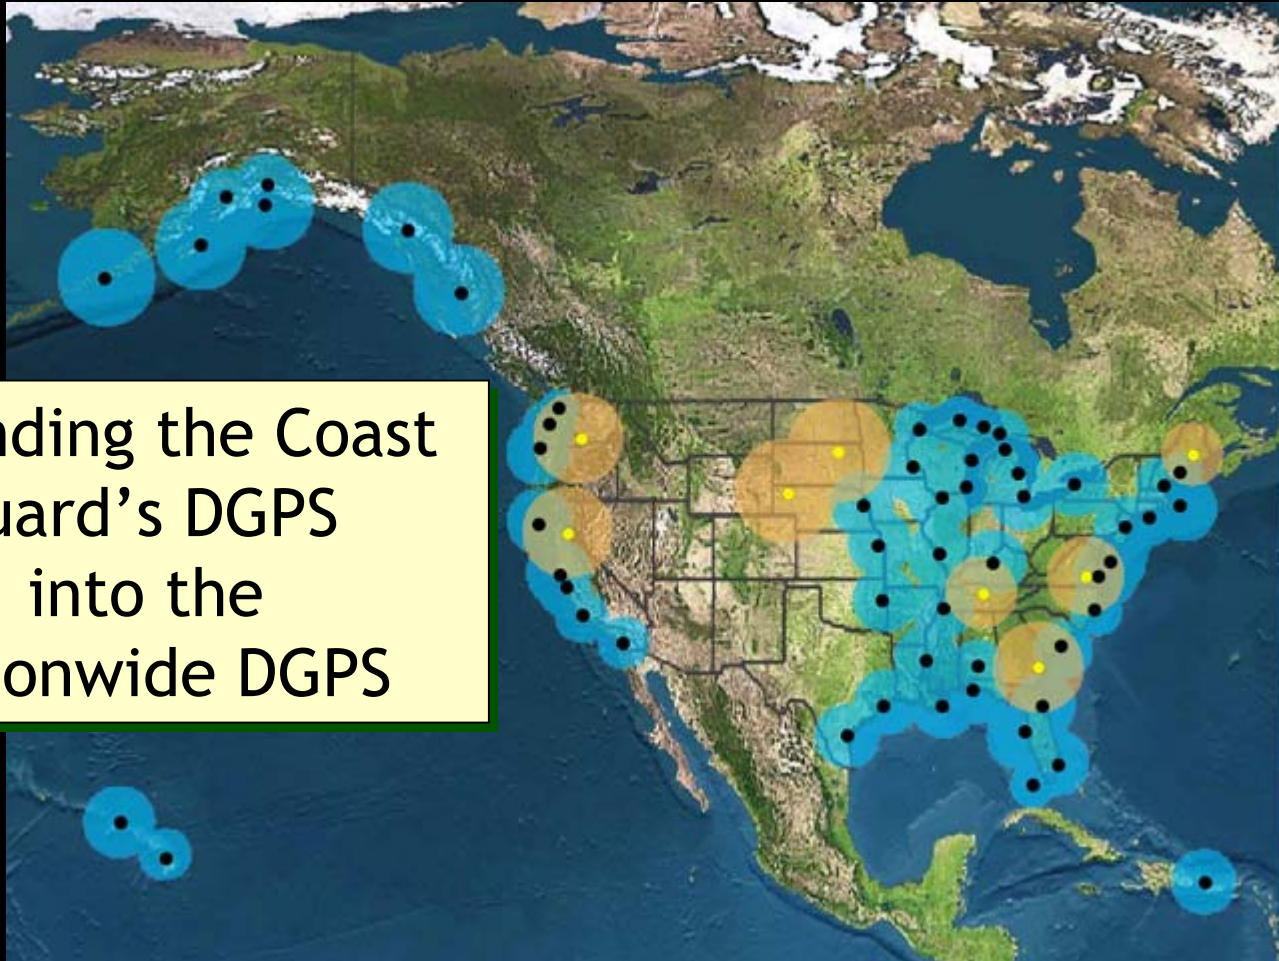 nding the Coast
uard’s DGPS
into the
onwide DGPS